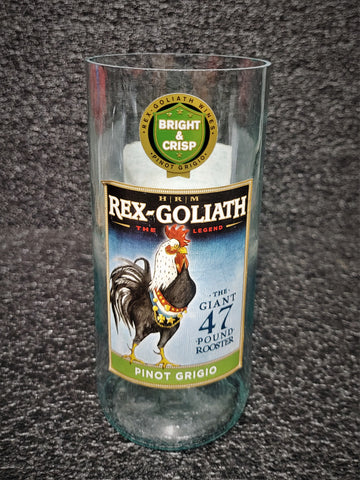 REX-GOLIATH WINES
BRIGHT
&
CRISP
PINOT GRIGIO
H|R|M
REX-GOLIATH
THE LEGEND
·THE·
GIANT
47
·POUND·
ROOSTER
PINOT GRIGIO